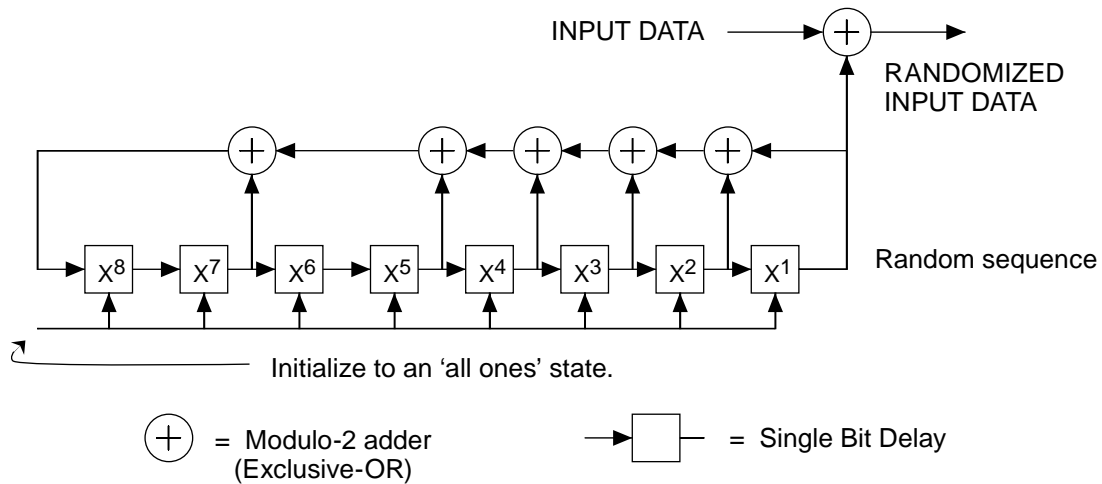 INPUT DATA
RANDOMIZED
INPUT DATA
X⁸ X⁷ X⁶ X⁵ X⁴ X³ X² X¹
Random sequence
Initialize to an ‘all ones’ state.
= Modulo-2 adder
(Exclusive-OR)
= Single Bit Delay